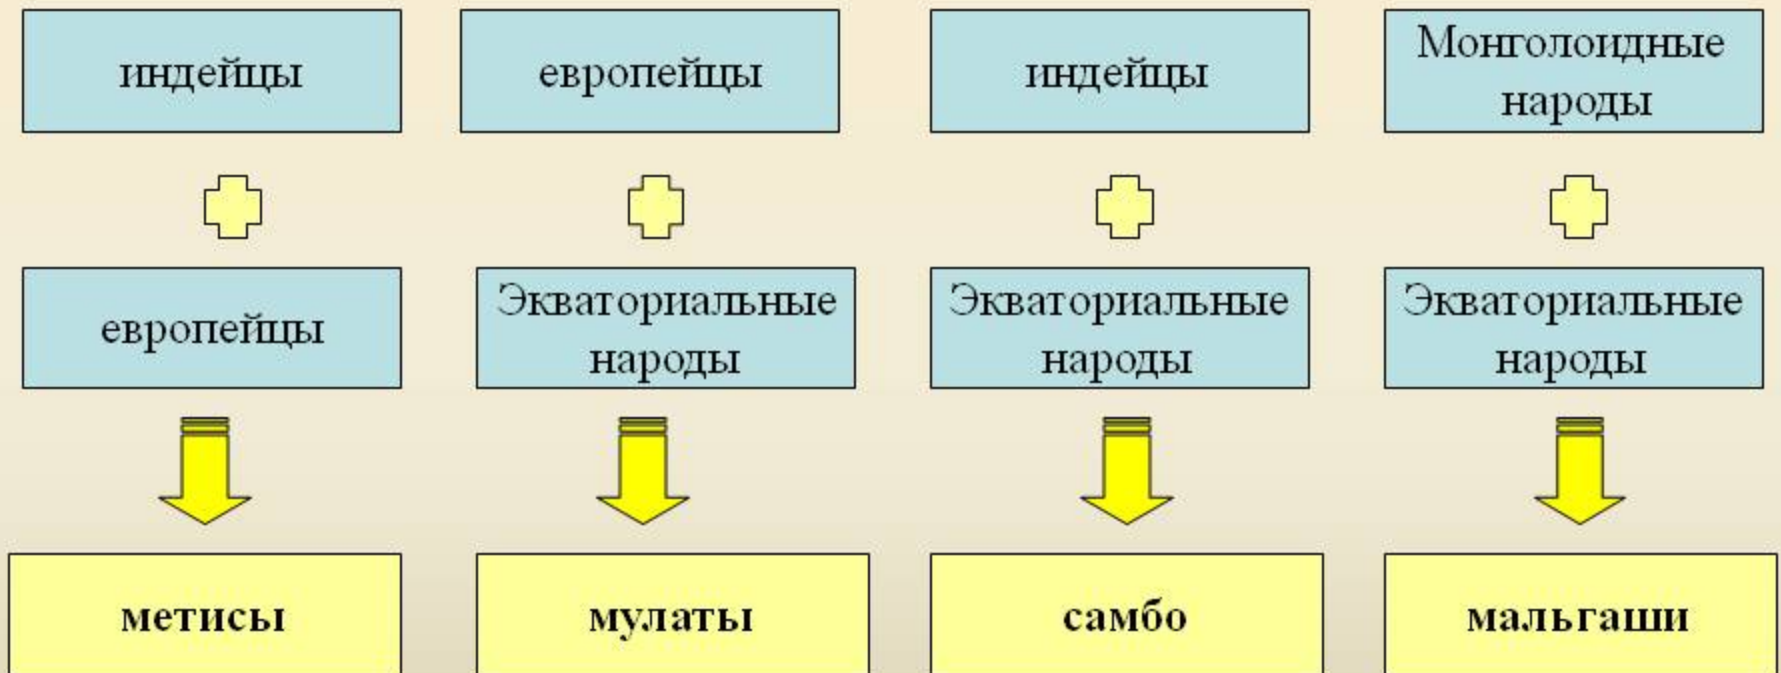 индейцы
европейцы
индейцы
Монголоидные
народы
европейцы
Экваториальные
народы
Экваториальные
народы
Экваториальные
народы
метисы
мулаты
самбо
мальгаши